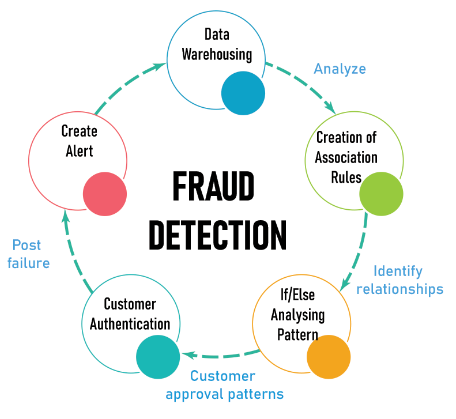 Data
Warehousing
Analyze
Creation of
Association
Rules
Identify
relationships
If/Else
Analysing
Pattern
Customer
approval patterns
Customer
Authentication
Post
failure
Create
Alert
FRAUD
DETECTION